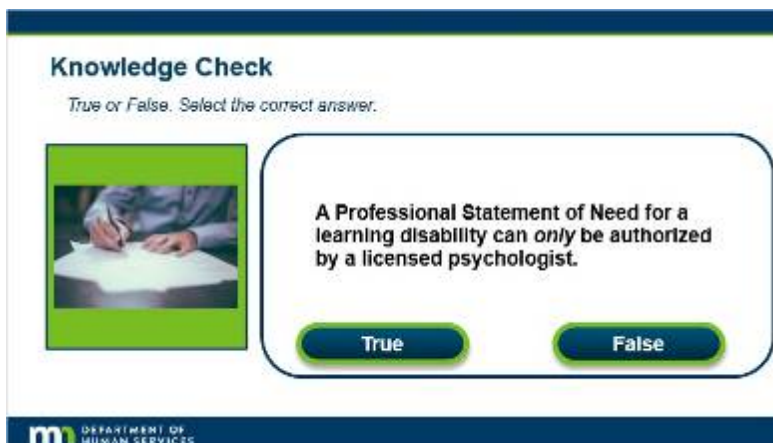 Knowledge Check
True or False. Select the correct answer.
A Professional Statement of Need for a
learning disability can only be authorized
by a licensed psychologist.
True
False
mn DEPARTMENT OF
HUMAN SERVICES